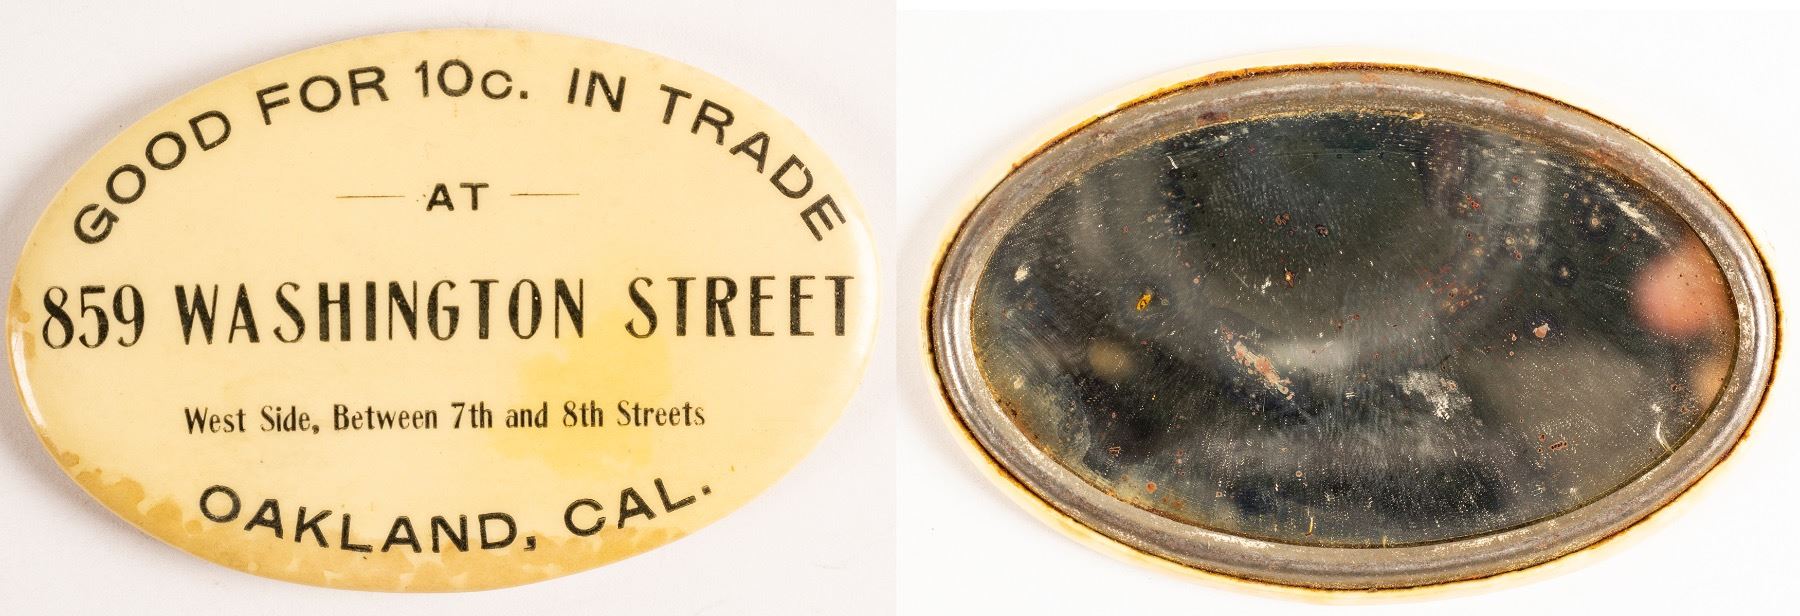 GOOD FOR 10c. IN TRADE
AT
859 WASHINGTON STREET
West Side, Between 7th and 8th Streets
OAKLAND, CAL.